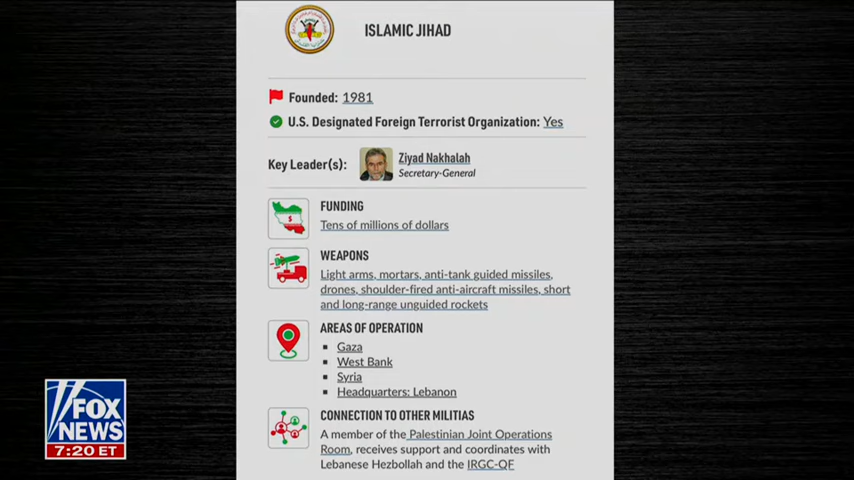 ISLAMIC JIHAD
Founded: 1981
U.S. Designated Foreign Terrorist Organization: Yes
Key Leader(s):
Ziyad Nakhalah
Secretary-General
FUNDING
Tens of millions of dollars
$
WEAPONS
Light arms, mortars, anti-tank guided missiles,
drones, shoulder-fired anti-aircraft missiles, short
and long-range unguided rockets
AREAS OF OPERATION
Gaza
West Bank
Syria
Headquarters: Lebanon
CONNECTION TO OTHER MILITIAS
A member of the Palestinian Joint Operations
Room, receives support and coordinates with
Lebanese Hezbollah and the IRGC-QF
FOX
NEWS
7:20 ET